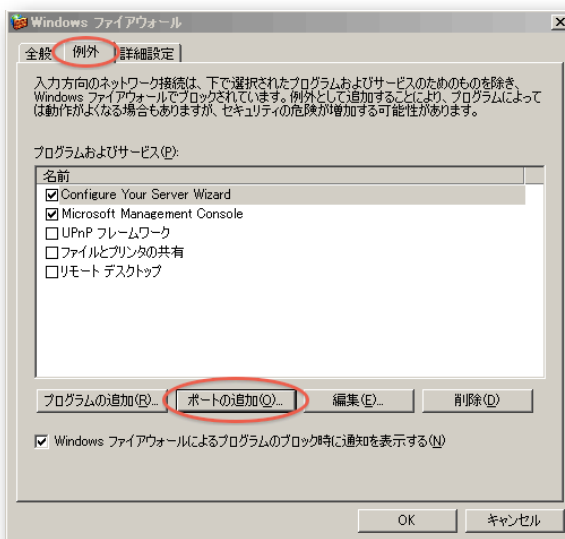 Windows ファイアウォール
全般 例外 詳細設定
入力方向のネットワーク接続は、下で選択されたプログラムおよびサービスのためのものを除き、
Windows ファイアウォールでブロックされています。例外として追加することにより、プログラムによって
は動作がよくなる場合もありますが、セキュリティの危険が増加する可能性があります。
プログラムおよびサービス(P):
名前
Configure Your Server Wizard
Microsoft Management Console
UPnP フレームワーク
ファイルとプリンタの共有
リモート デスクトップ
プログラムの追加(R)... ポートの追加(O)... 編集(E)... 削除(D)
Windows ファイアウォールによるプログラムのブロック時に通知を表示する(N)
OK キャンセル